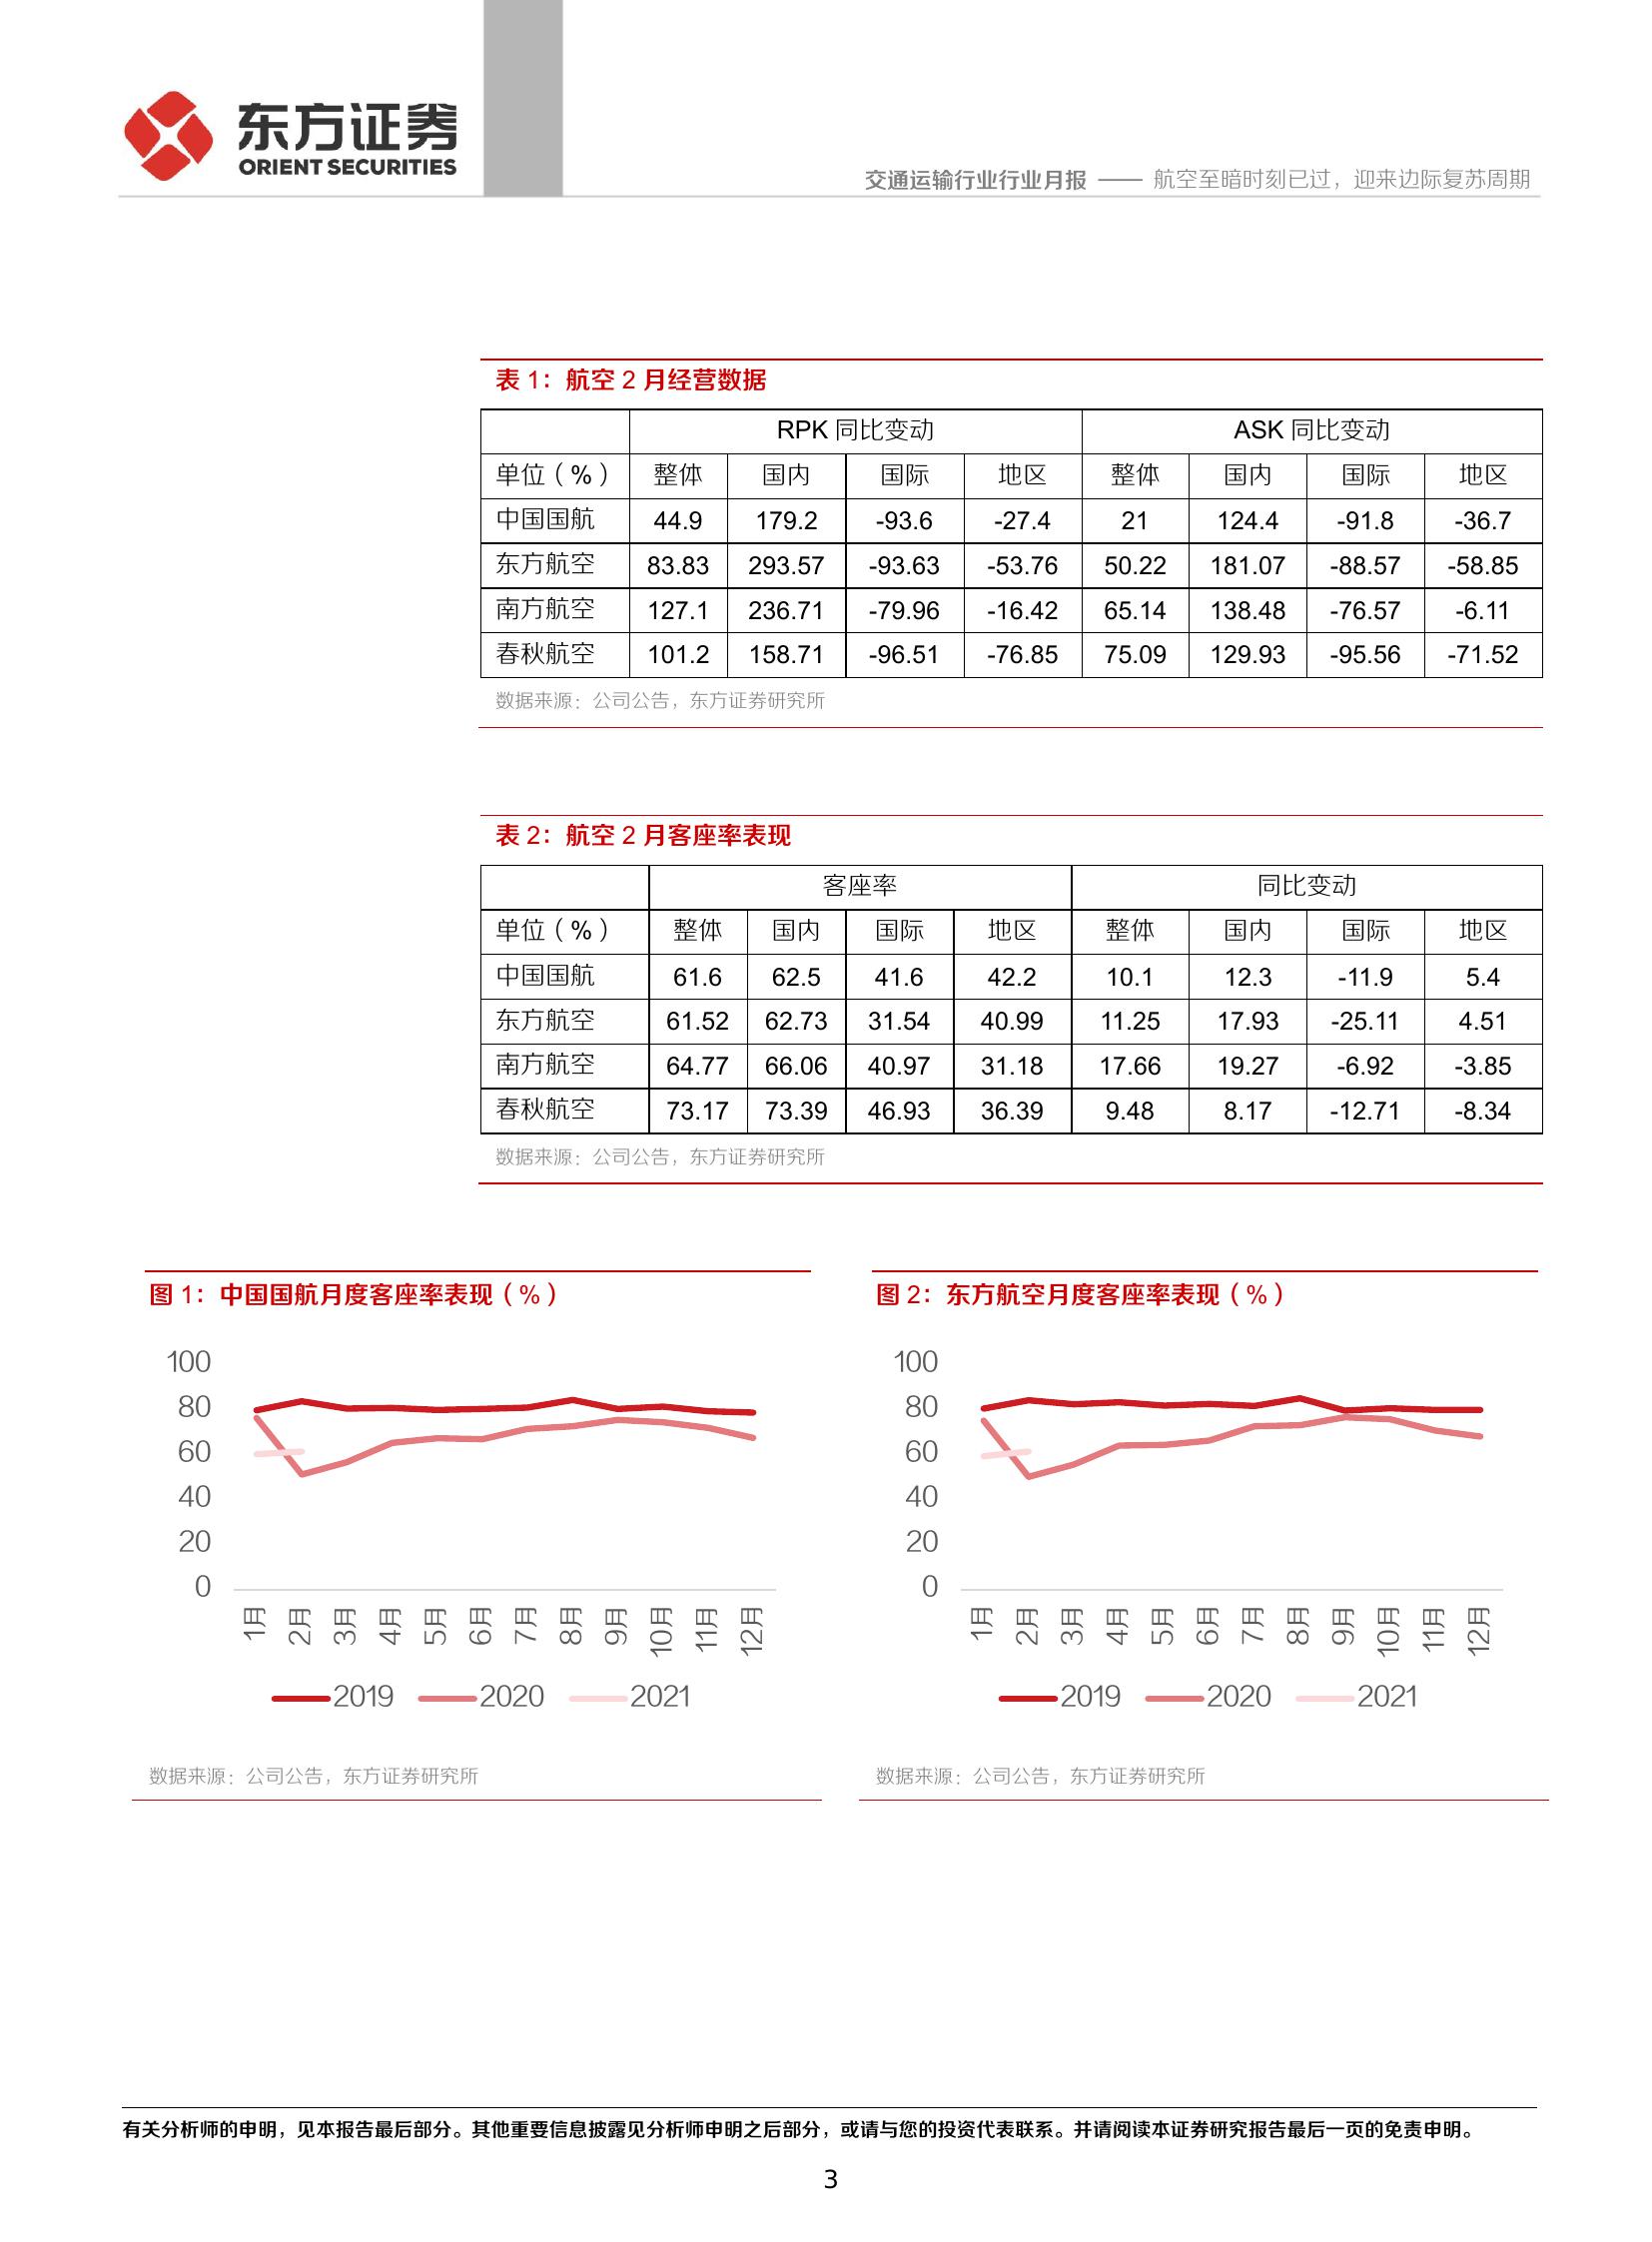 东方证券
ORIENT SECURITIES
交通运输行业行业月报 —— 航空至暗时刻已过，迎来边际复苏周期
表 1：航空 2 月经营数据
RPK 同比变动 ASK 同比变动
单位（%） 整体 国内 国际 地区 整体 国内 国际 地区
中国国航 44.9 179.2 -93.6 -27.4 21 124.4 -91.8 -36.7
东方航空 83.83 293.57 -93.63 -53.76 50.22 181.07 -88.57 -58.85
南方航空 127.1 236.71 -79.96 -16.42 65.14 138.48 -76.57 -6.11
春秋航空 101.2 158.71 -96.51 -76.85 75.09 129.93 -95.56 -71.52
数据来源：公司公告，东方证券研究所
表 2：航空 2 月客座率表现
客座率 同比变动
单位（%） 整体 国内 国际 地区 整体 国内 国际 地区
中国国航 61.6 62.5 41.6 42.2 10.1 12.3 -11.9 5.4
东方航空 61.52 62.73 31.54 40.99 11.25 17.93 -25.11 4.51
南方航空 64.77 66.06 40.97 31.18 17.66 19.27 -6.92 -3.85
春秋航空 73.17 73.39 46.93 36.39 9.48 8.17 -12.71 -8.34
数据来源：公司公告，东方证券研究所
图 1：中国国航月度客座率表现（%）
100
80
60
40
20
0
1月 2月 3月 4月 5月 6月 7月 8月 9月 10月 11月 12月
2019 2020 2021
数据来源：公司公告，东方证券研究所
图 2：东方航空月度客座率表现（%）
100
80
60
40
20
0
1月 2月 3月 4月 5月 6月 7月 8月 9月 10月 11月 12月
2019 2020 2021
数据来源：公司公告，东方证券研究所
有关分析师的申明，见本报告最后部分。其他重要信息披露见分析师申明之后部分，或请与您的投资代表联系。并请阅读本证券研究报告最后一页的免责申明。
3